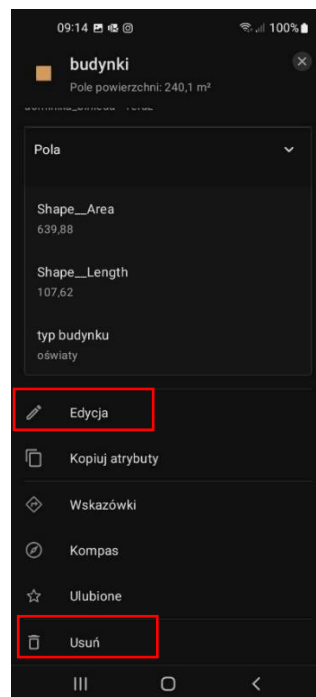 09:14
100%
budynki
Pole powierzchni: 240,1 m²
Pola
Shape__Area
639,88
Shape__Length
107,62
typ budynku
oświaty
Edycja
Kopiuj atrybuty
Wskazówki
Kompas
Ulubione
Usuń